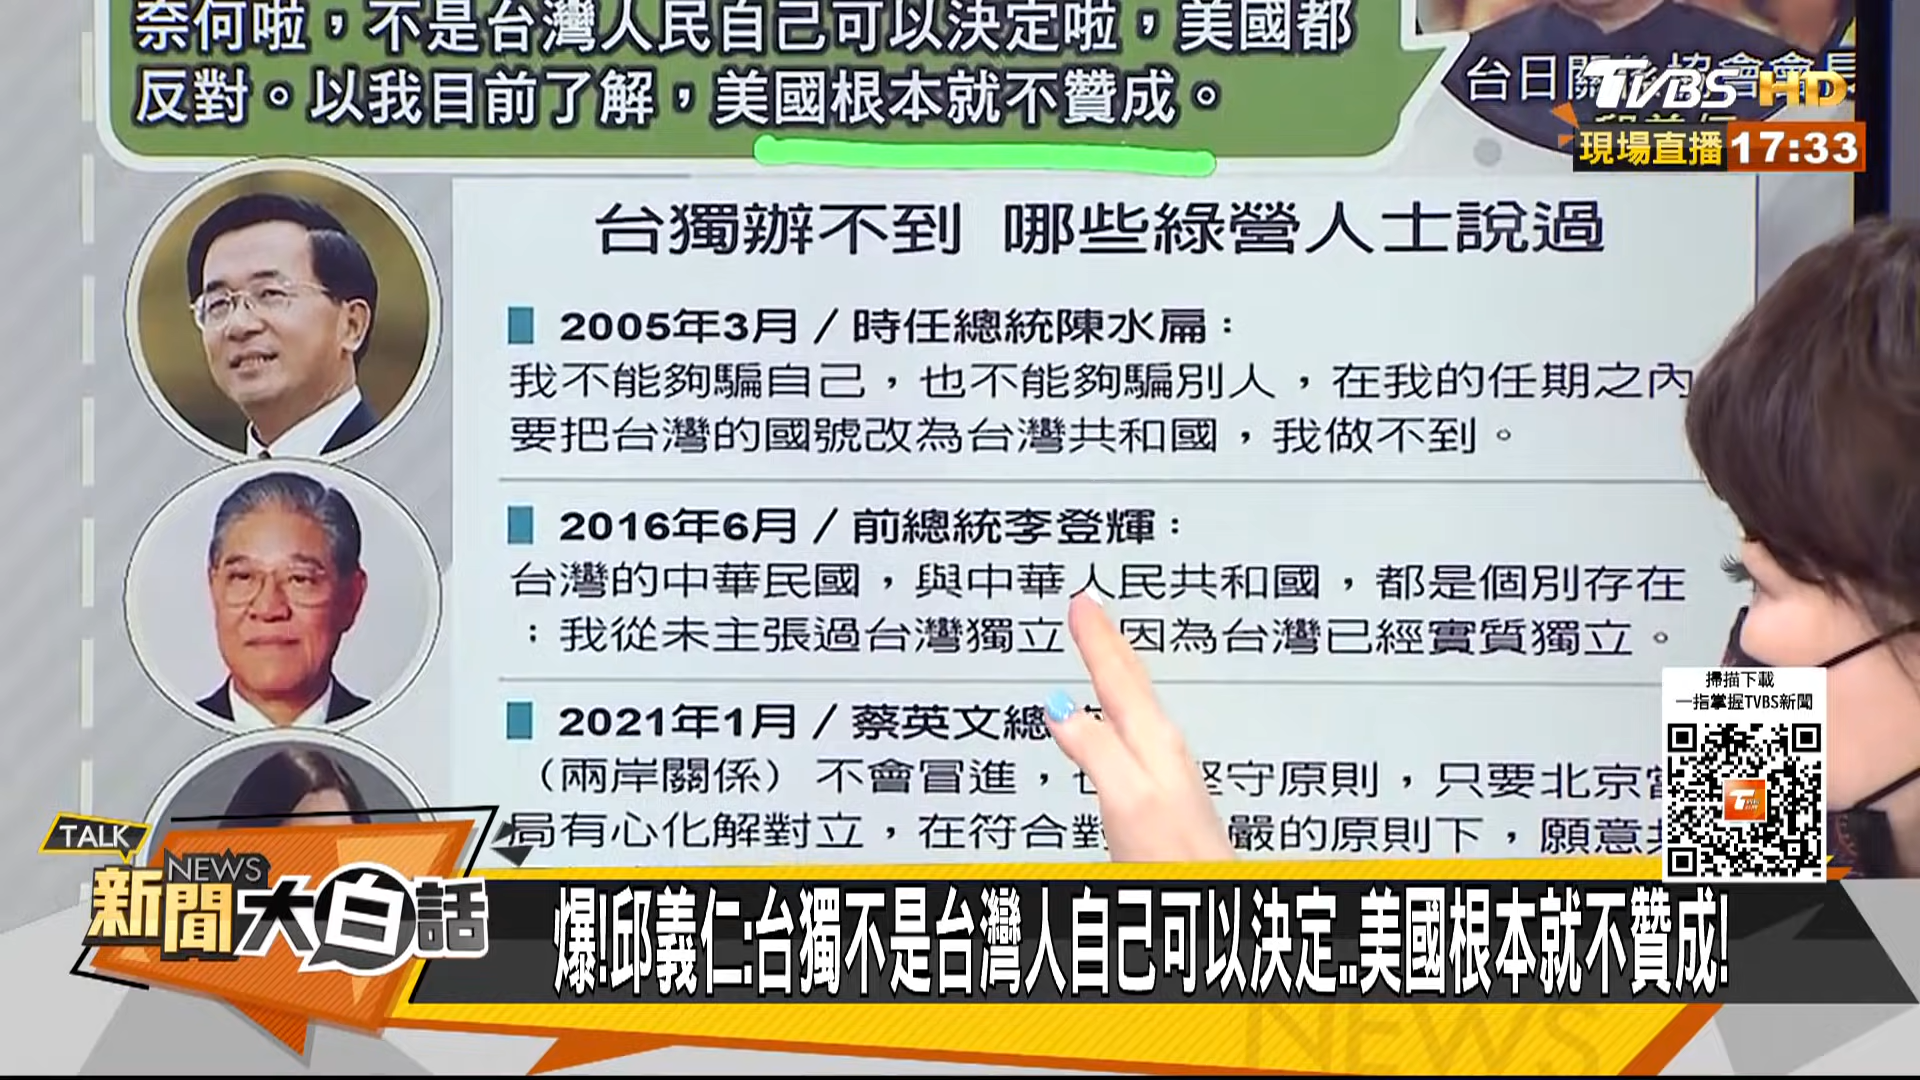 奈何啦，不是台灣人民自己可以決定啦，美國都
反對。以我目前了解，美國根本就不贊成。
台日關係協會會長
TVBS HD
現場直播 17:33
台獨辦不到 哪些綠營人士說過
2005年3月／時任總統陳水扁：
我不能夠騙自己，也不能夠騙別人，在我的任期之內
要把台灣的國號改為台灣共和國，我做不到。
2016年6月／前總統李登輝：
台灣的中華民國，與中華人民共和國，都是個別存在
；我從未主張過台灣獨立 因為台灣已經實質獨立。
2021年1月／蔡英文總
（兩岸關係）不會冒進，也 堅守原則，只要北京當
局有心化解對立，在符合對 嚴的原則下，願意共
掃描下載
一指掌握TVBS新聞
TALK
NEWS
新聞大白話
爆!邱義仁:台獨不是台灣人自己可以決定..美國根本就不贊成!
NEWS